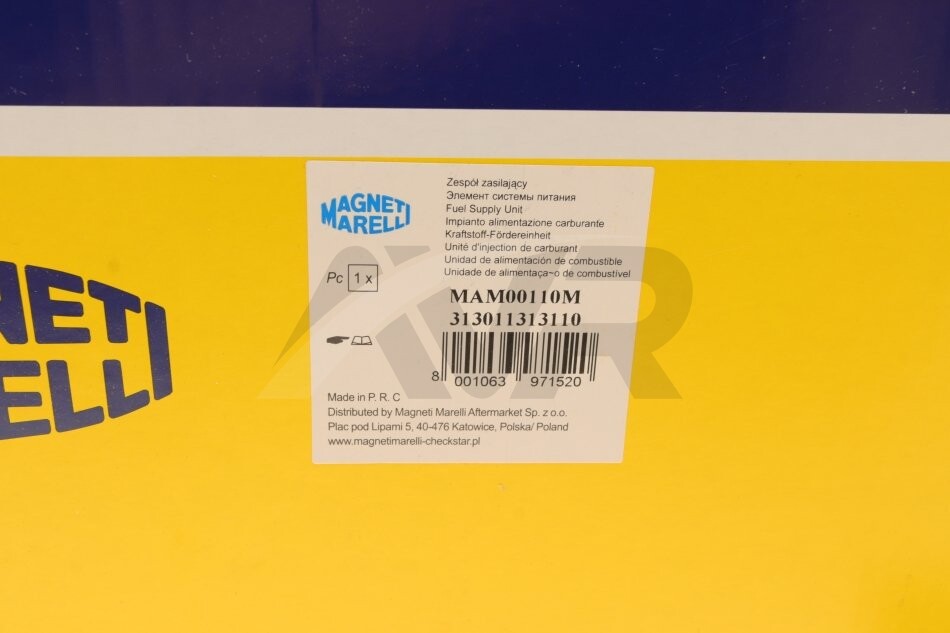 MAGNETI
MARELLI
Zespół zasilający
Элемент системы питания
Fuel Supply Unit
Impianto alimentazione carburante
Kraftstoff-Fördereinheit
Unité d'injection de carburant
Unidad de alimentación de combustible
Unidade de alimentaça~o de combustível
Pc 1 x
MAM00110M
313011313110
8 001063 971520
Made in P. R. C
Distributed by Magneti Marelli Aftermarket Sp. z o.o.
Plac pod Lipami 5, 40-476 Katowice, Polska/ Poland
www.magnetimarelli-checkstar.pl
NETI
ELLI
AVR